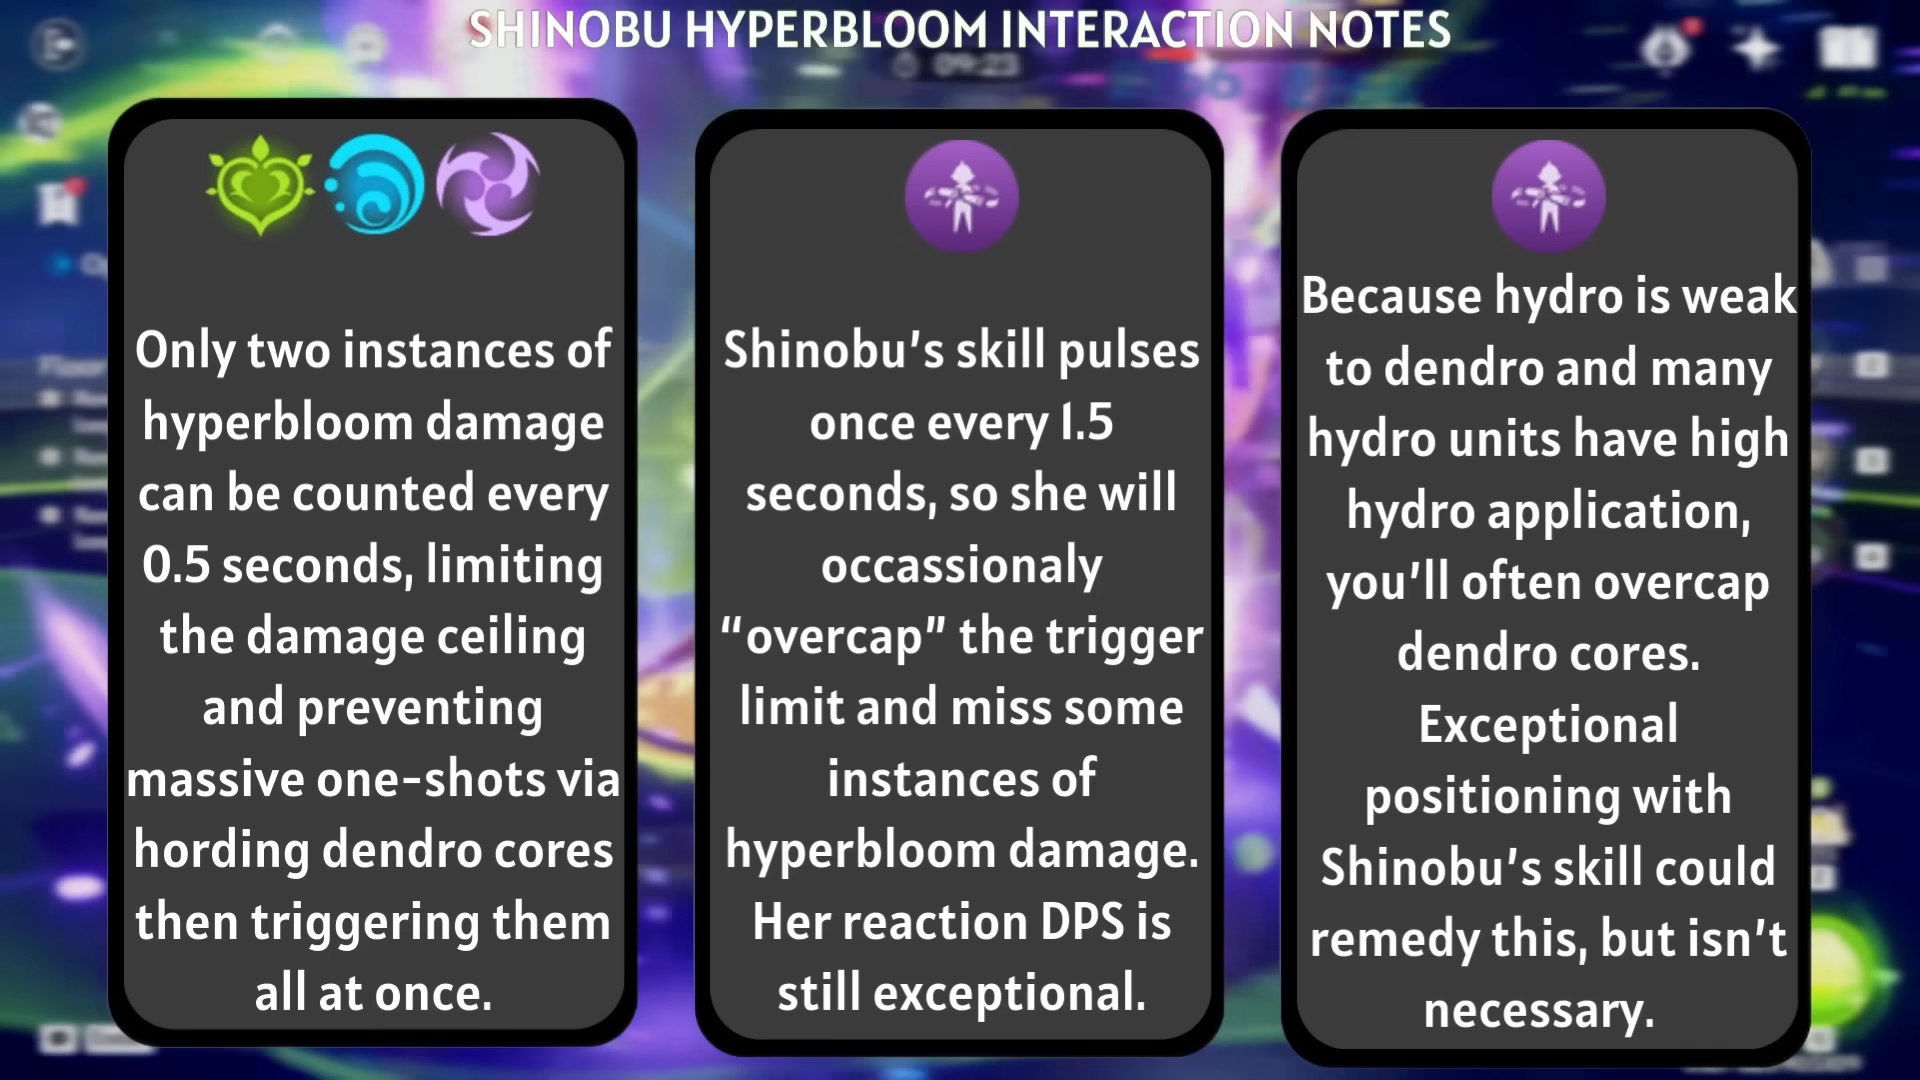 SHINOBU HYPERBLOOM INTERACTION NOTES
09:23
Only two instances of
hyperbloom damage
can be counted every
0.5 seconds, limiting
the damage ceiling
and preventing
massive one-shots via
hording dendro cores
then triggering them
all at once.
Shinobu's skill pulses
once every 1.5
seconds, so she will
occassionaly
“overcap” the trigger
limit and miss some
instances of
hyperbloom damage.
Her reaction DPS is
still exceptional.
Because hydro is weak
to dendro and many
hydro units have high
hydro application,
you'll often overcap
dendro cores.
Exceptional
positioning with
Shinobu's skill could
remedy this, but isn't
necessary.